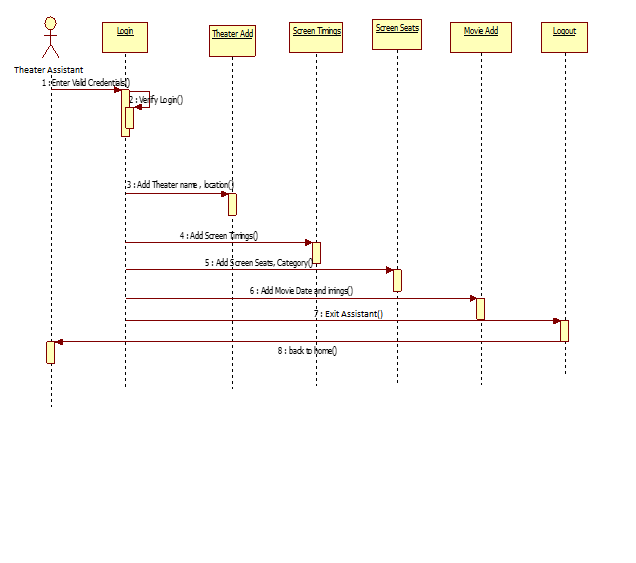 Login
Theater Add
Screen Timings
Screen Seats
Movie Add
Logout
Theater Assistant
1 : Enter Valid Credentials()
2 : Verify Login()
3 : Add Theater name , location()
4 : Add Screen Timings()
5 : Add Screen Seats, Category()
6 : Add Movie Date and imings()
7 : Exit Assistant()
8 : back to home()